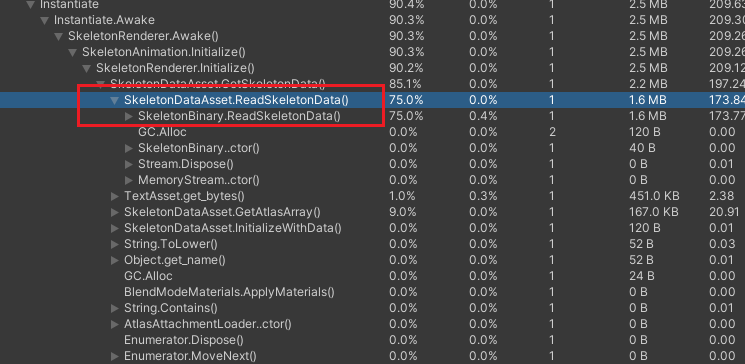 Instantiate 90.4% 0.0% 1 2.5 MB 209.63
Instantiate.Awake 90.3% 0.0% 1 2.5 MB 209.30
SkeletonRenderer.Awake() 90.3% 0.0% 1 2.5 MB 209.26
SkeletonAnimation.Initialize() 90.3% 0.0% 1 2.5 MB 209.26
SkeletonRenderer.Initialize() 90.2% 0.0% 1 2.5 MB 209.12
SkeletonDataAsset.GetSkeletonData() 85.1% 0.0% 1 2.2 MB 197.24
SkeletonDataAsset.ReadSkeletonData() 75.0% 0.0% 1 1.6 MB 173.84
SkeletonBinary.ReadSkeletonData() 75.0% 0.4% 1 1.6 MB 173.77
GC.Alloc 0.0% 0.0% 2 120 B 0.00
SkeletonBinary..ctor() 0.0% 0.0% 1 40 B 0.00
Stream.Dispose() 0.0% 0.0% 1 0 B 0.01
MemoryStream..ctor() 0.0% 0.0% 1 0 B 0.00
TextAsset.get_bytes() 1.0% 0.3% 1 451.0 KB 2.38
SkeletonDataAsset.GetAtlasArray() 9.0% 0.0% 1 167.0 KB 20.91
SkeletonDataAsset.InitializeWithData() 0.0% 0.0% 1 120 B 0.01
String.ToLower() 0.0% 0.0% 1 52 B 0.03
Object.get_name() 0.0% 0.0% 1 52 B 0.01
GC.Alloc 0.0% 0.0% 1 24 B 0.00
BlendModeMaterials.ApplyMaterials() 0.0% 0.0% 1 0 B 0.00
String.Contains() 0.0% 0.0% 1 0 B 0.01
AtlasAttachmentLoader..ctor() 0.0% 0.0% 1 0 B 0.00
Enumerator.Dispose() 0.0% 0.0% 1 0 B 0.00
Enumerator.MoveNext() 0.0% 0.0% 1 0 B 0.00